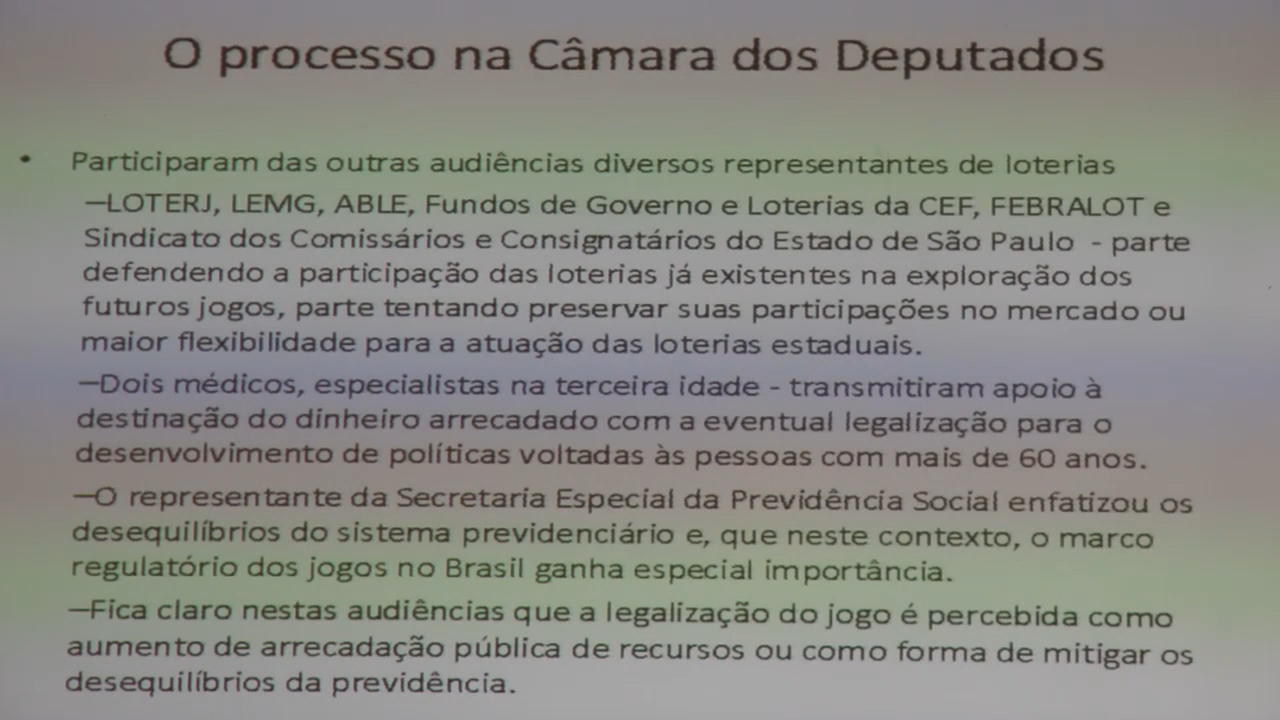 O processo na Câmara dos Deputados
• Participaram das outras audiências diversos representantes de loterias
–LOTERJ, LEMG, ABLE, Fundos de Governo e Loterias da CEF, FEBRALOT e
Sindicato dos Comissários e Consignatários do Estado de São Paulo - parte
defendendo a participação das loterias já existentes na exploração dos
futuros jogos, parte tentando preservar suas participações no mercado ou
maior flexibilidade para a atuação das loterias estaduais.
–Dois médicos, especialistas na terceira idade - transmitiram apoio à
destinação do dinheiro arrecadado com a eventual legalização para o
desenvolvimento de políticas voltadas às pessoas com mais de 60 anos.
–O representante da Secretaria Especial da Previdência Social enfatizou os
desequilíbrios do sistema previdenciário e, que neste contexto, o marco
regulatório dos jogos no Brasil ganha especial importância.
–Fica claro nestas audiências que a legalização do jogo é percebida como
aumento de arrecadação pública de recursos ou como forma de mitigar os
desequilíbrios da previdência.